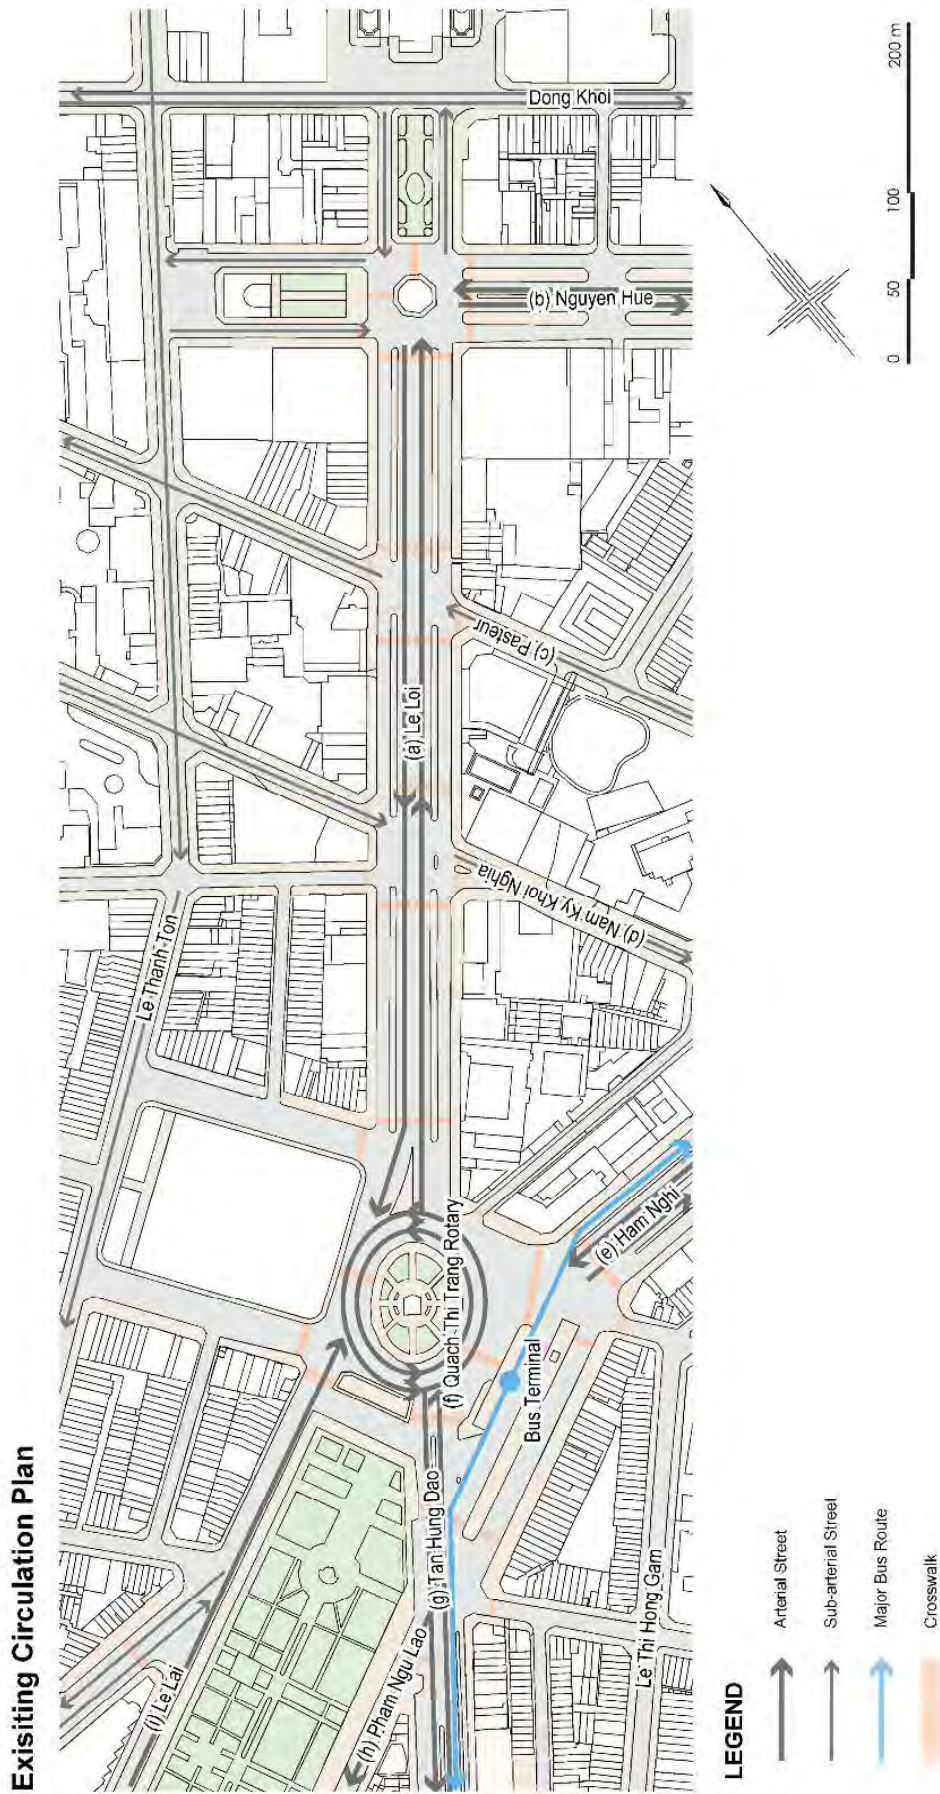 Exisiting Circulation Plan
Dong Khoi
(b) Nguyen Hue
(c) Pasteur
(a) Le Loi
(d) Nam Ky Khoi Nghia
Le Thanh Ton
(e) Ham Nghi
(f) Quach Thi Trang Rotary
Bus Terminal
(g) Tan Hung Dao
(h) Pham Ngu Lao
(i) Le Lai
Le Thi Hong Gam
0 50 100 200 m
LEGEND
Arterial Street
Sub-arterial Street
Major Bus Route
Crosswalk